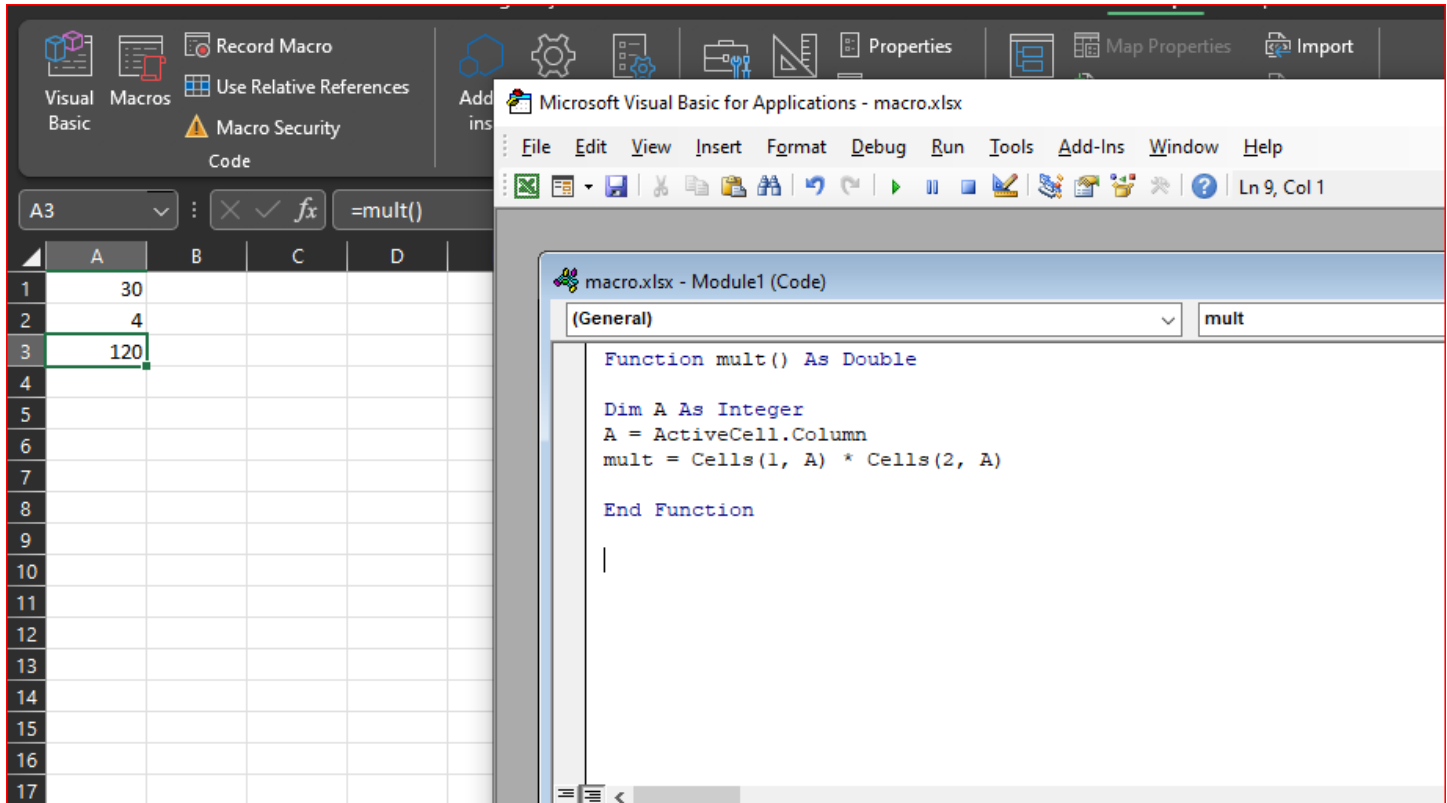 Record Macro
Properties
Map Properties
Import
Use Relative References
Visual Basic
Macros
Add
ins
Macro Security
Code
Microsoft Visual Basic for Applications - macro.xlsx
File Edit View Insert Format Debug Run Tools Add-Ins Window Help
Ln 9, Col 1
A3
fx
=mult()
A B C D
1 30
2 4
3 120
4
5
6
7
8
9
10
11
12
13
14
15
16
17
macro.xlsx - Module1 (Code)
(General)
mult
Function mult() As Double
Dim A As Integer
A = ActiveCell.Column
mult = Cells(1, A) * Cells(2, A)
End Function